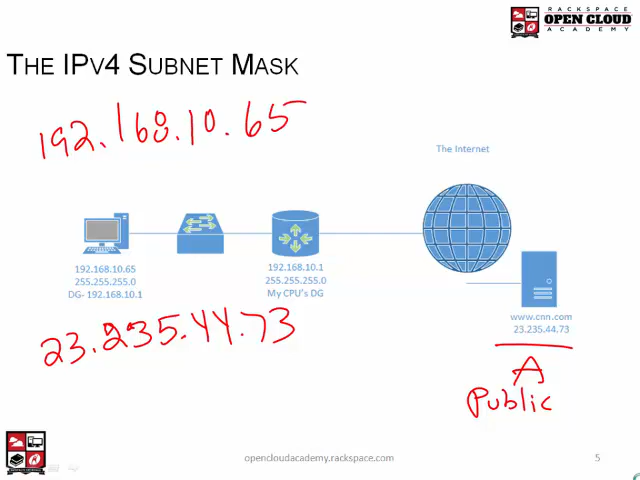 RACKSPACE
OPEN CLOUD
ACADEMY
THE IPV4 SUBNET MASK
192.168.10.65
The Internet
192.168.10.65
255.255.255.0
DG- 192.168.10.1
192.168.10.1
255.255.255.0
My CPU's DG
www.cnn.com
23.235.44.73
23.235.44.73
A
Public
opencloudacademy.rackspace.com
5